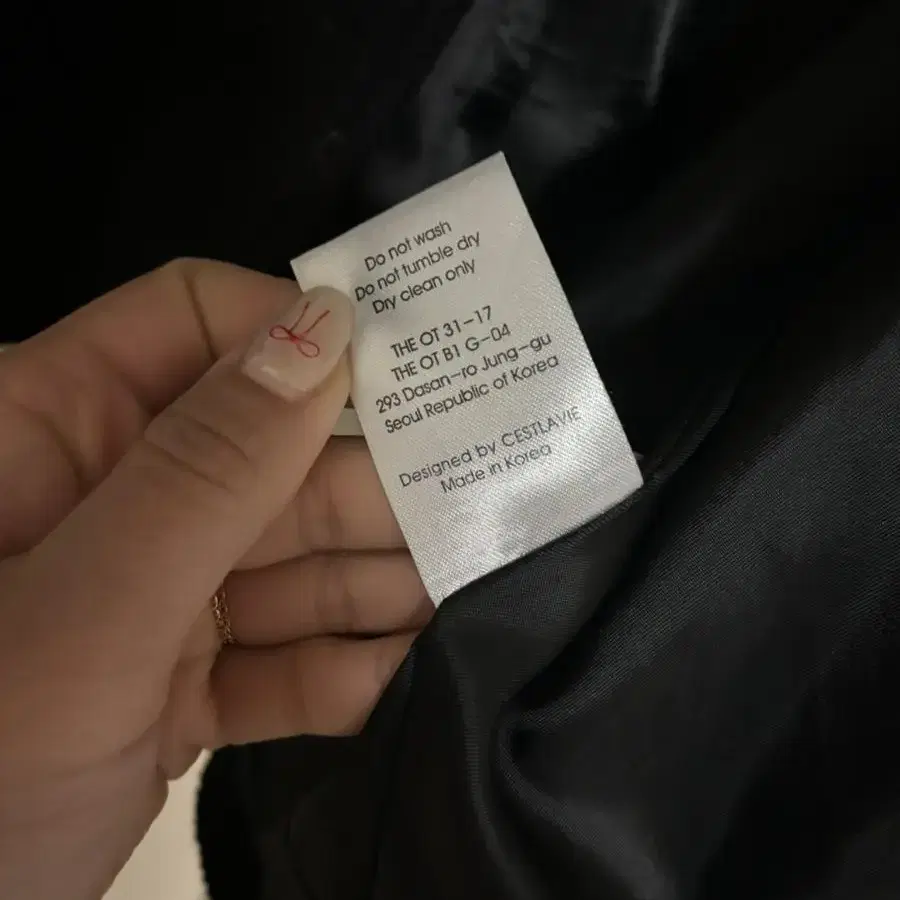 Do not wash
Do not tumble dry
Dry clean only
THE OT 31-17
THE OT B1 G-04
293 Dasan-ro Jung-gu
Seoul Republic of Korea
Designed by CESTLAVIE
Made in Korea